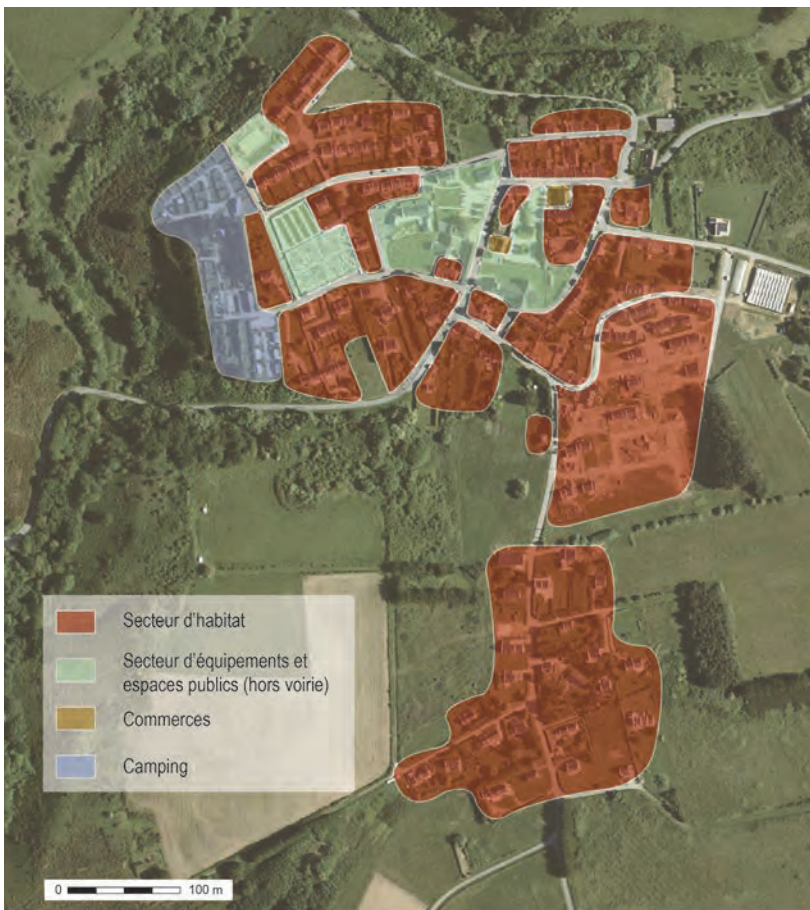 Secteur d'habitat
Secteur d'équipements et
espaces publics (hors voirie)
Commerces
Camping
0 100 m